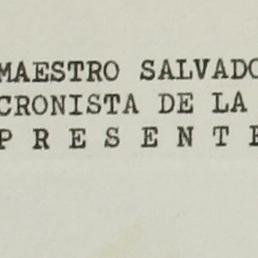 MAESTRO SALVADO
CRONISTA DE LA
P R E S E N T E